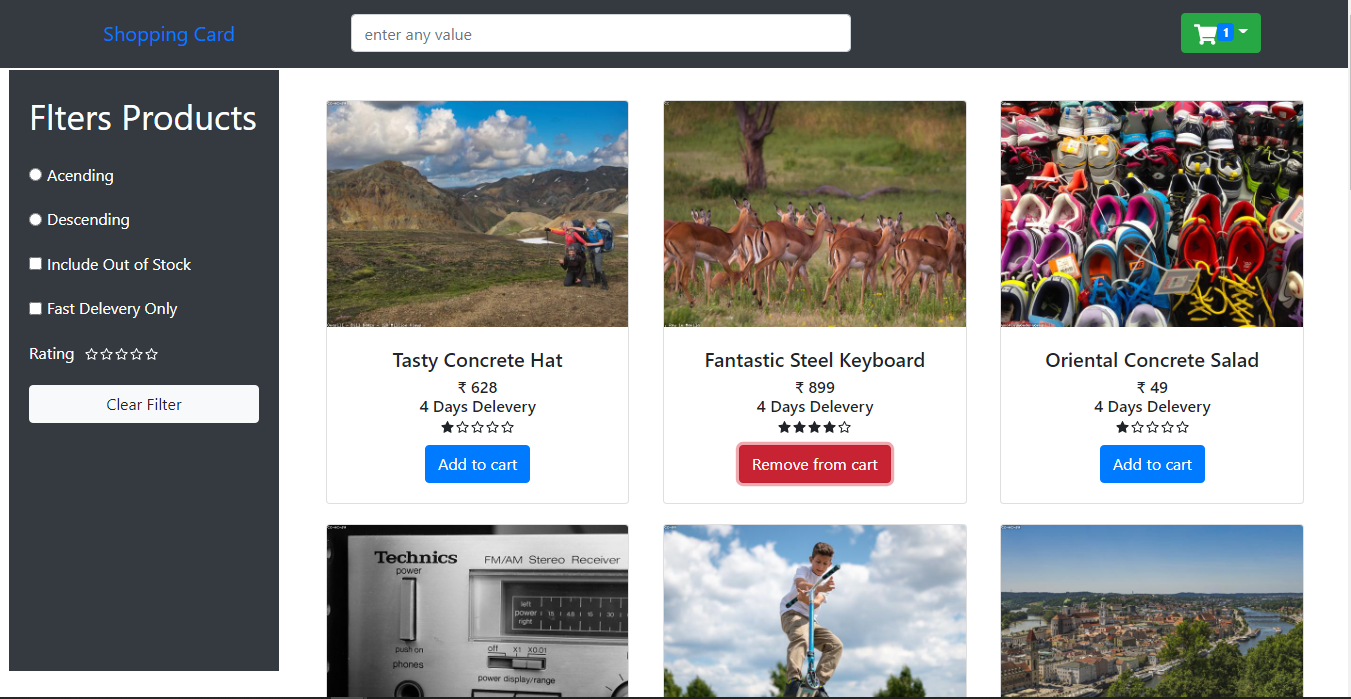 Shopping Card
enter any value
1
Flters Products
Acending
Descending
Include Out of Stock
Fast Delevery Only
Rating
Clear Filter
Tasty Concrete Hat
₹ 628
4 Days Delevery
Add to cart
Fantastic Steel Keyboard
₹ 899
4 Days Delevery
Remove from cart
Oriental Concrete Salad
₹ 49
4 Days Delevery
Add to cart
Technics
FM/AM Stereo Receiver
power
left
power
right
push on
phones
off X1 X0.01
power display/range